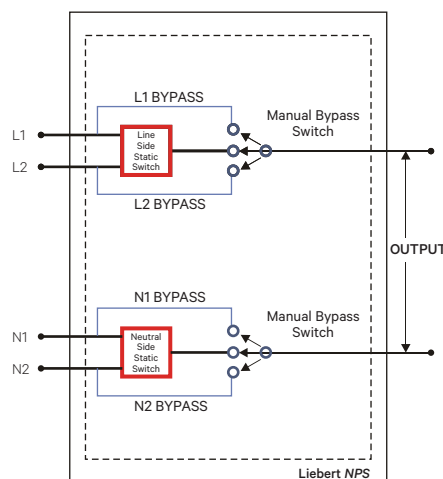 L1 BYPASS
Manual Bypass
Switch
L1
L2
Line
Side
Static
Switch
L2 BYPASS
OUTPUT
N1 BYPASS
Manual Bypass
Switch
N1
N2
Neutral
Side
Static
Switch
N2 BYPASS
Liebert NPS